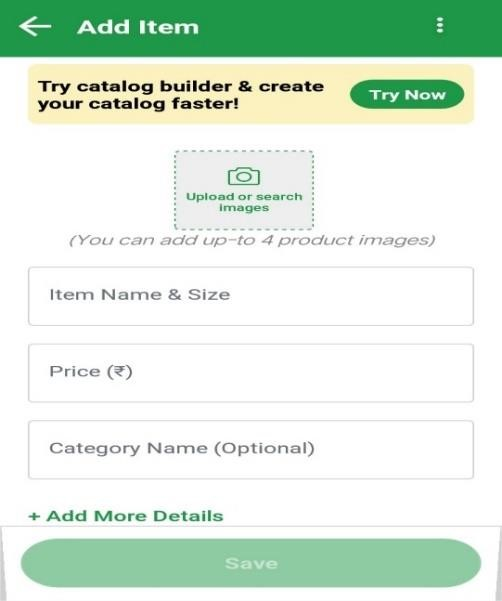 Add Item
Try catalog builder & create
your catalog faster!
Try Now
Upload or search
images
(You can add up-to 4 product images)
Item Name & Size
Price (₹)
Category Name (Optional)
+ Add More Details
Save